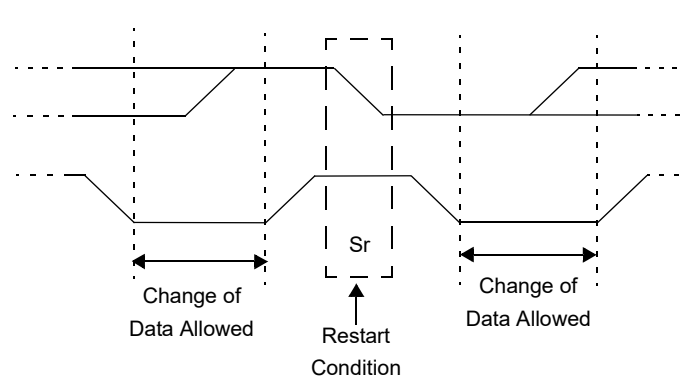 Sr
Change of
Data Allowed
Restart
Condition
Change of
Data Allowed